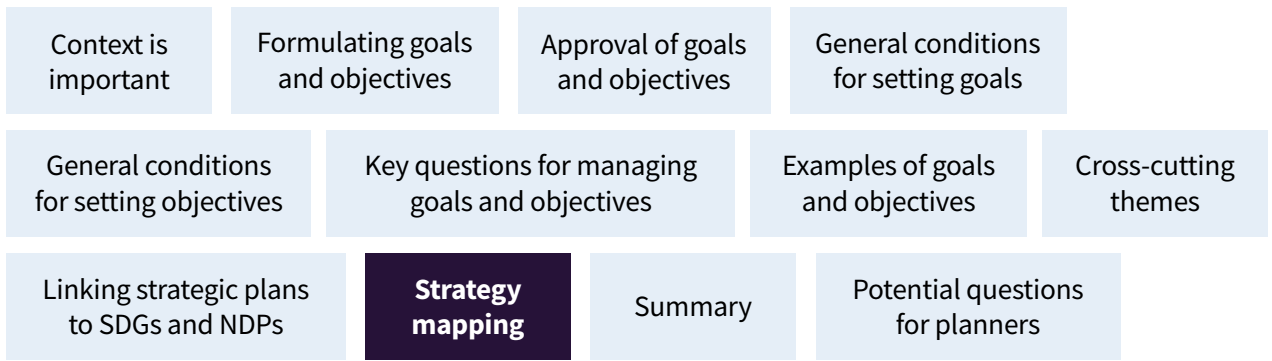 Context is
important
Formulating goals
and objectives
Approval of goals
and objectives
General conditions
for setting goals
General conditions
for setting objectives
Key questions for managing
goals and objectives
Examples of goals
and objectives
Cross-cutting
themes
Linking strategic plans
to SDGs and NDPs
Strategy
mapping
Summary
Potential questions
for planners